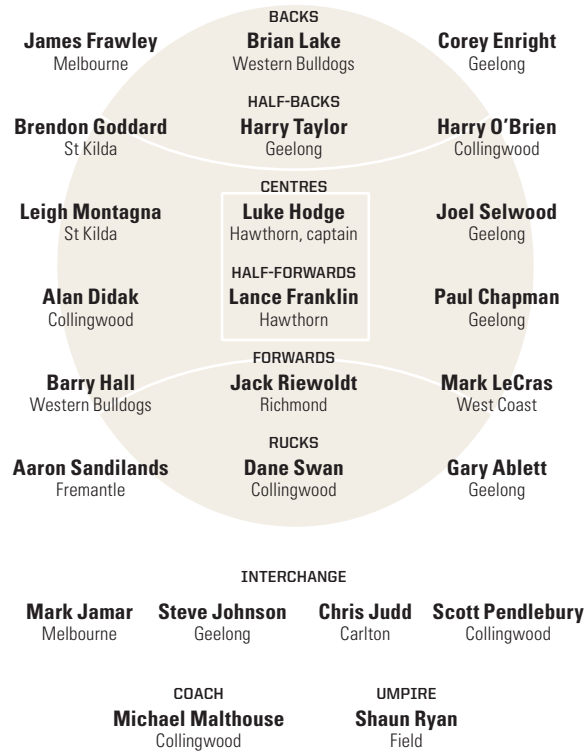 BACKS
James Frawley Brian Lake Corey Enright
Melbourne Western Bulldogs Geelong
HALF-BACKS
Brendon Goddard Harry Taylor Harry O’Brien
St Kilda Geelong Collingwood
CENTRES
Leigh Montagna Luke Hodge Joel Selwood
St Kilda Hawthorn, captain Geelong
HALF-FORWARDS
Alan Didak Lance Franklin Paul Chapman
Collingwood Hawthorn Geelong
FORWARDS
Barry Hall Jack Riewoldt Mark LeCras
Western Bulldogs Richmond West Coast
RUCKS
Aaron Sandilands Dane Swan Gary Ablett
Fremantle Collingwood Geelong
INTERCHANGE
Mark Jamar Steve Johnson Chris Judd Scott Pendlebury
Melbourne Geelong Carlton Collingwood
COACH UMPIRE
Michael Malthouse Shaun Ryan
Collingwood Field